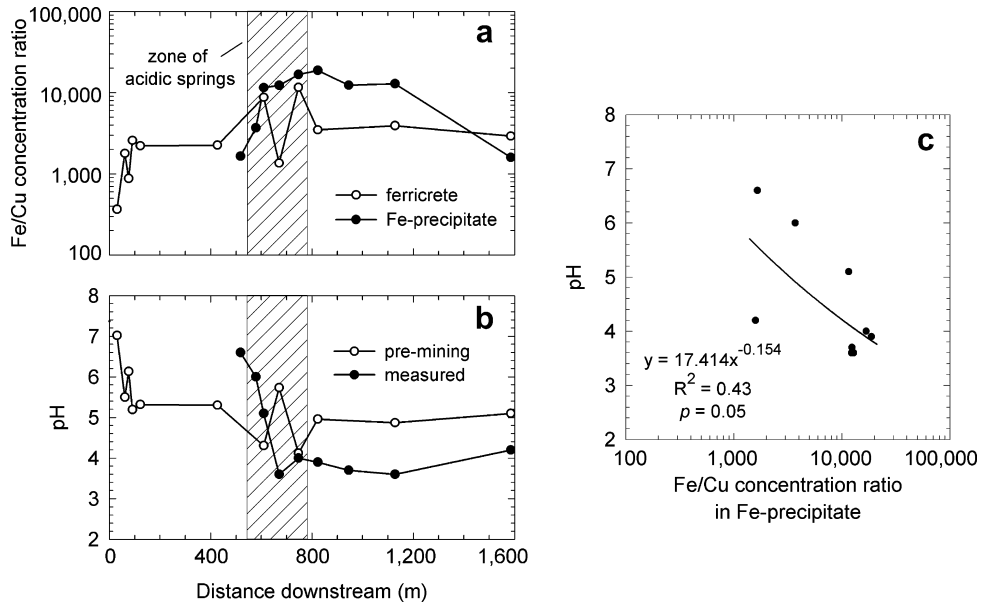 a
100,000
10,000
1,000
100
Fe/Cu concentration ratio
zone of
acidic springs
ferricrete
Fe-precipitate
b
8
7
6
5
4
3
2
pH
pre-mining
measured
0 400 800 1,200 1,600
Distance downstream (m)
c
8
7
6
5
4
3
2
pH
y = 17.414x^-0.154
R^2 = 0.43
p = 0.05
100 1,000 10,000 100,000
Fe/Cu concentration ratio
in Fe-precipitate